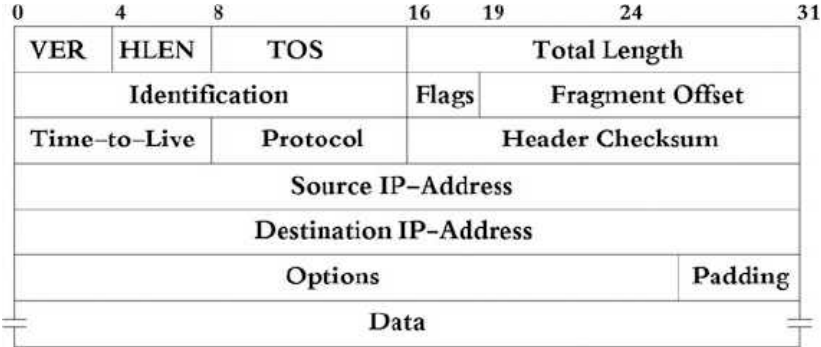 0 4 8 16 19 24 31
VER HLEN TOS Total Length
Identification Flags Fragment Offset
Time-to-Live Protocol Header Checksum
Source IP-Address
Destination IP-Address
Options Padding
Data